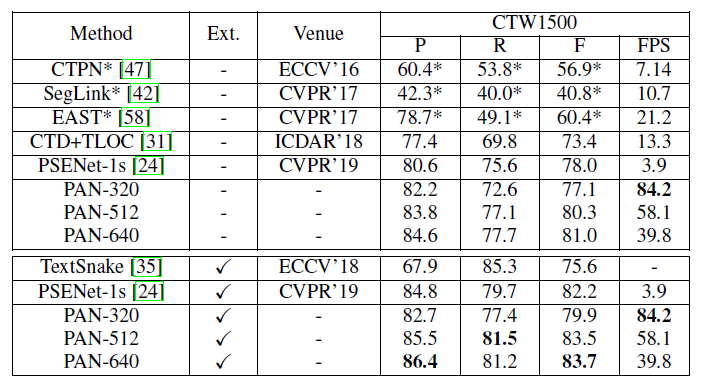 Method Ext. Venue CTW1500
P R F FPS
CTPN* [47] - ECCV'16 60.4* 53.8* 56.9* 7.14
SegLink* [42] - CVPR'17 42.3* 40.0* 40.8* 10.7
EAST* [58] - CVPR'17 78.7* 49.1* 60.4* 21.2
CTD+TLOC [31] - ICDAR'18 77.4 69.8 73.4 13.3
PSENet-1s [24] - CVPR'19 80.6 75.6 78.0 3.9
PAN-320 - - 82.2 72.6 77.1 84.2
PAN-512 - - 83.8 77.1 80.3 58.1
PAN-640 - - 84.6 77.7 81.0 39.8
TextSnake [35] ✓ ECCV'18 67.9 85.3 75.6 -
PSENet-1s [24] ✓ CVPR'19 84.8 79.7 82.2 3.9
PAN-320 ✓ - 82.7 77.4 79.9 84.2
PAN-512 ✓ - 85.5 81.5 83.5 58.1
PAN-640 ✓ - 86.4 81.2 83.7 39.8